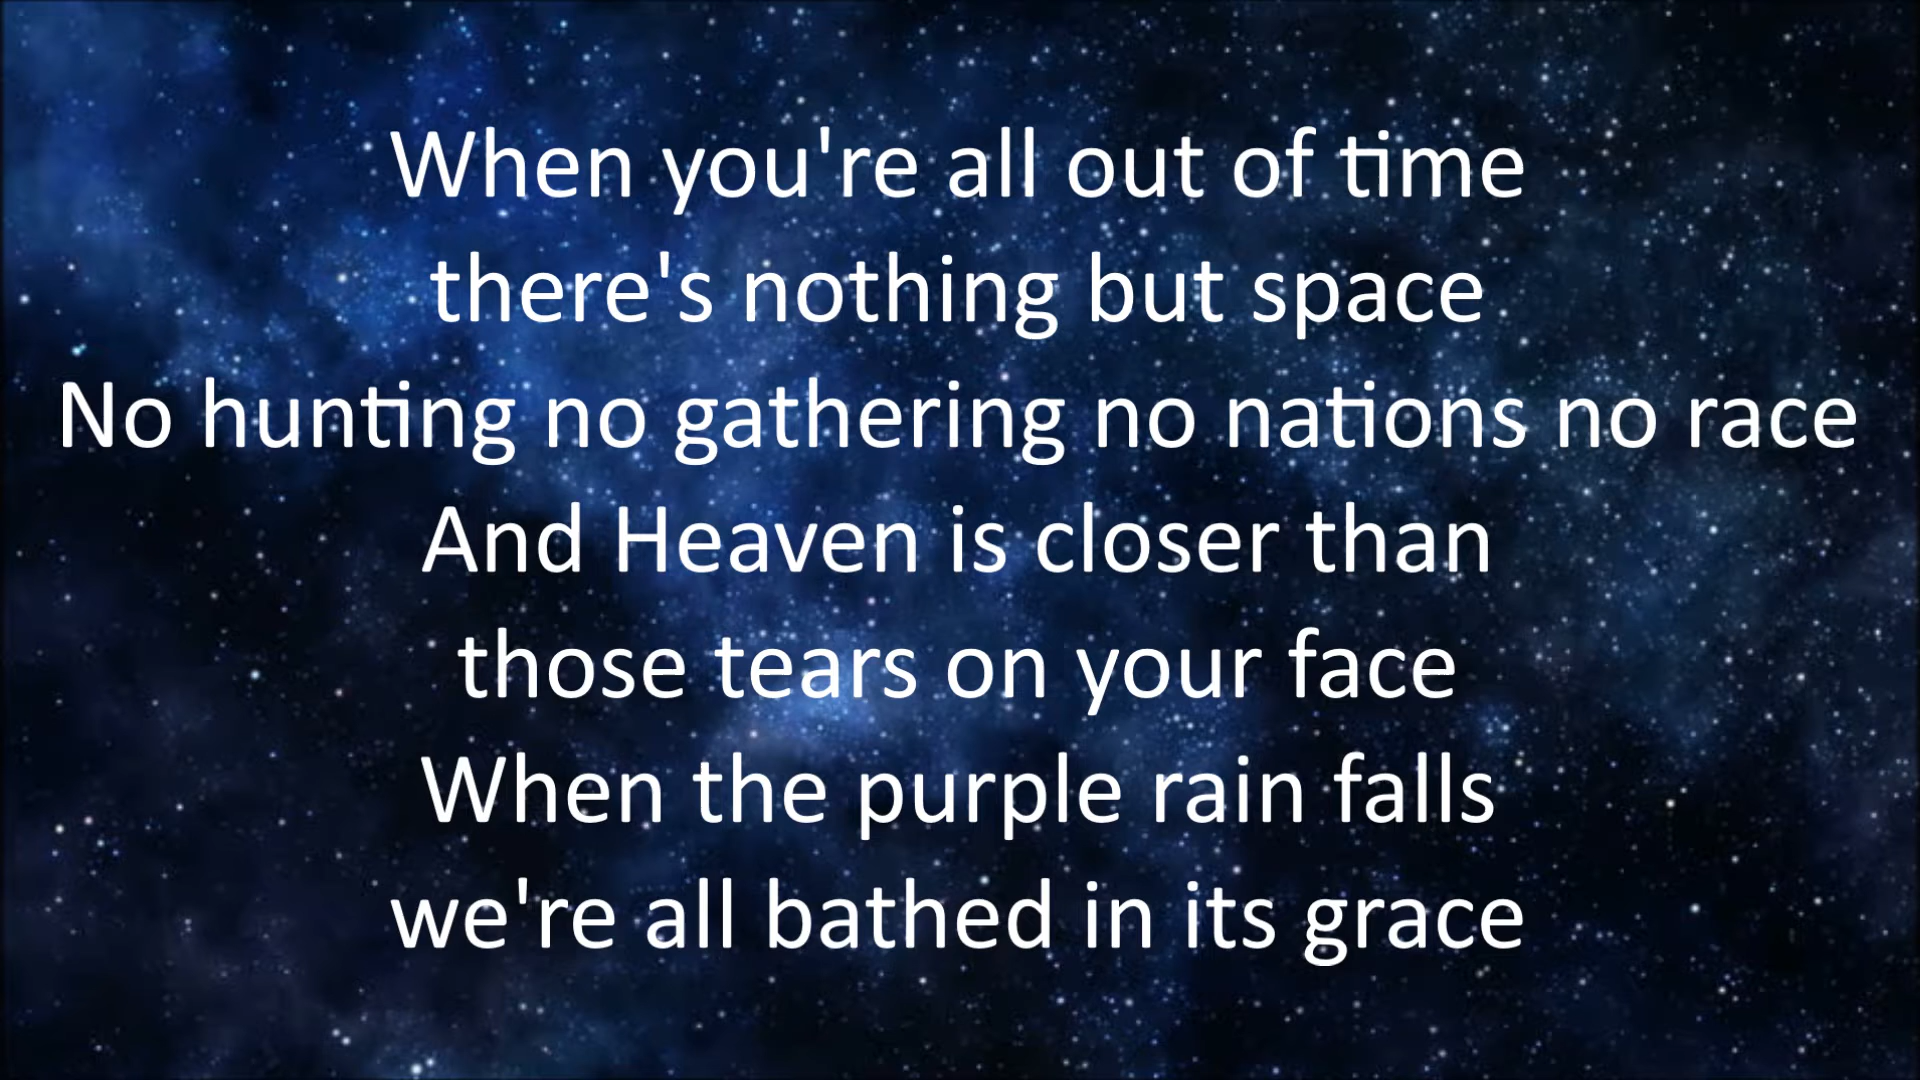 When you're all out of time
there's nothing but space
No hunting no gathering no nations no race
And Heaven is closer than
those tears on your face
When the purple rain falls
we're all bathed in its grace